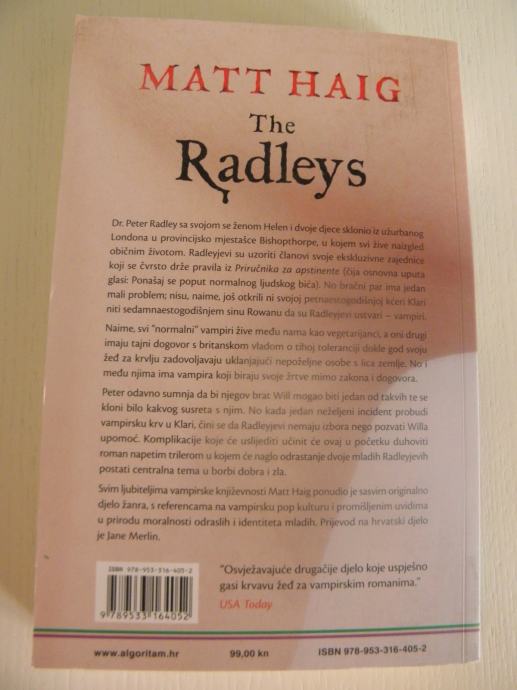 MATT HAIG
The
Radleys
Dr. Peter Radley sa svojom se ženom Helen i dvoje djece sklonio iz užurbanog
Londona u provincijsko mjestašce Bishopthorpe, u kojem svi žive naizgled
običnim životom. Radleyjevi su uzoriti članovi svoje ekskluzivne zajednice
koji se čvrsto drže pravila iz Priručnika za apstinente (čija osnovna uputa
glasi: Ponašaj se poput normalnog ljudskog bića). No bračni par ima jedan
mali problem; nisu, naime, još otkrili ni svojoj petnaestogodišnjoj kćeri Klari
niti sedamnaestogodišnjem sinu Rowanu da su Radleyjevi ustvari – vampiri.
Naime, svi "normalni" vampiri žive među nama kao vegetarijanci, a oni drugi
imaju tajni dogovor s britanskom vladom o tihoj toleranciji dokle god svoju
žeđ za krvlju zadovoljavaju uklanjajući nepoželjne osobe s lica zemlje. No i
među njima ima vampira koji biraju svoje žrtve mimo zakona i dogovora.
Peter odavno sumnja da bi njegov brat Will mogao biti jedan od takvih te se
kloni bilo kakvog susreta s njim. No kada jedan neželjeni incident probudi
vampirsku krv u Klari, čini se da Radleyjevi nemaju izbora nego pozvati Willa
upomoć. Komplikacije koje će uslijediti učinit će ovaj u početku duhoviti
roman napetim trilerom u kojem će naglo odrastanje dvoje mladih Radleyjevih
postati centralna tema u borbi dobra i zla.
Svim ljubiteljima vampirske književnosti Matt Haig ponudio je sasvim originalno
djelo žanra, s referencama na vampirsku pop kulturu i promišljenim uvidima
u prirodu moralnosti odraslih i identiteta mladih. Prijevod na hrvatski djelo
je Jane Merlin.
ISBN 978-953-316-405-2
9 789533 164052
"Osvježavajuće drugačije djelo koje uspješno
gasi krvavu žeđ za vampirskim romanima."
USA Today
www.algoritam.hr 99,00 kn ISBN 978-953-316-405-2